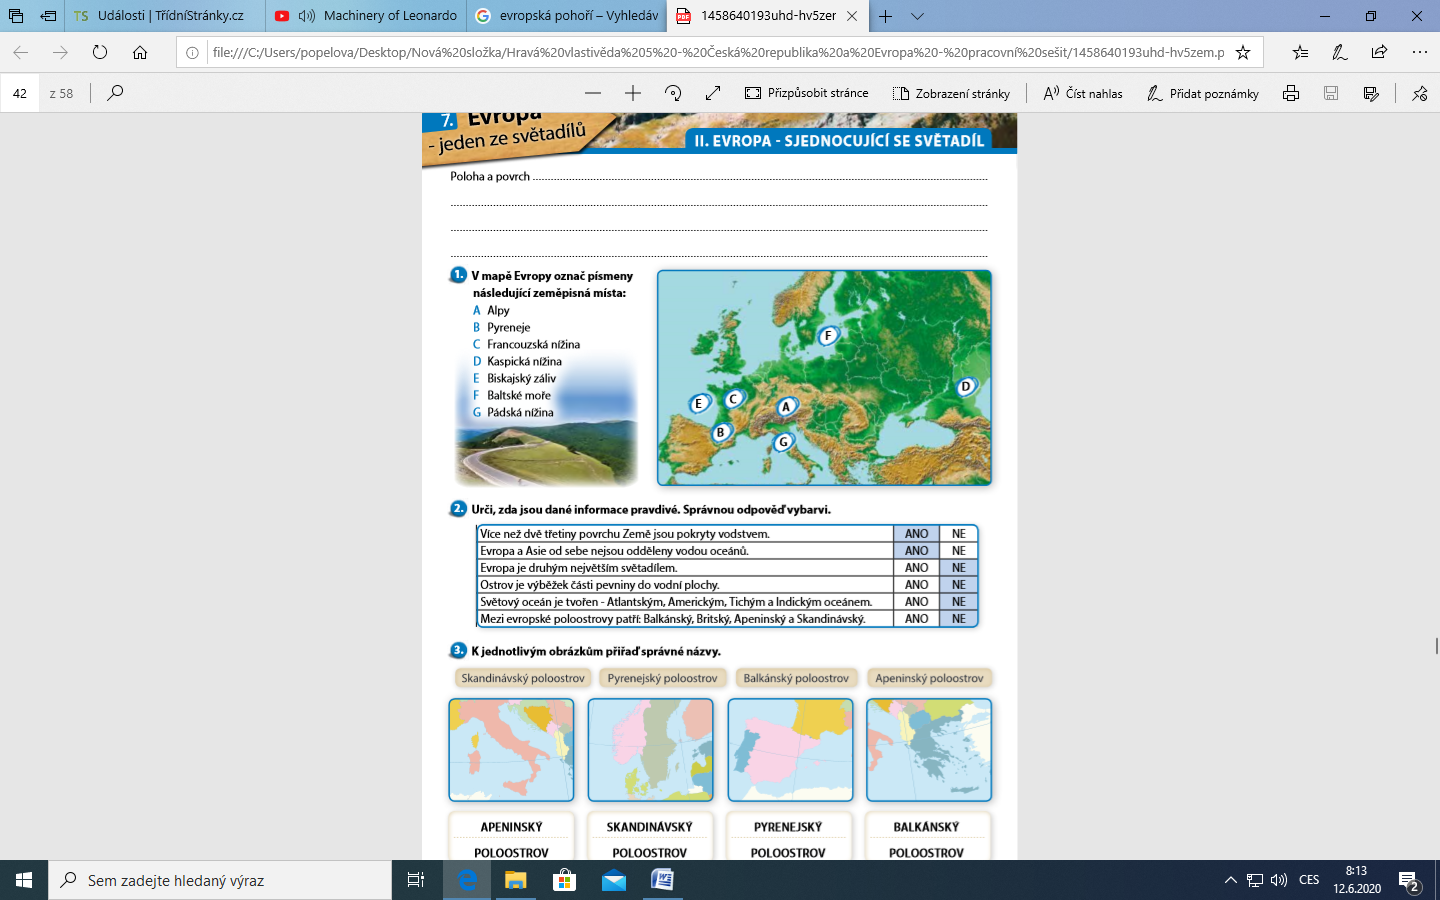 Události | TřídníStránky.cz
Machinery of Leonardo
evropská pohoří – Vyhledáv
1458640193uhd-hv5zem
file:///C:/Users/popelova/Desktop/Nová%20složka/Hravá%20vlastivěda%205%20-%20Česká%20republika%20a%20Evropa%20-%20pracovní%20sešit/1458640193uhd-hv5zem.p
42 z 58
Přizpůsobit stránce
Zobrazení stránky
Číst nahlas
Přidat poznámky
7. Evropa
- jeden ze světadílů
II. EVROPA - SJEDNOCUJÍCÍ SE SVĚTADÍL
Poloha a povrch
1. V mapě Evropy označ písmeny
následující zeměpisná místa:
A Alpy
B Pyreneje
C Francouzská nížina
D Kaspická nížina
E Biskajský záliv
F Baltské moře
G Pádská nížina
F
D
E
C
A
B
G
2. Urči, zda jsou dané informace pravdivé. Správnou odpověď vybarvi.
Více než dvě třetiny povrchu Země jsou pokryty vodstvem. ANO NE
Evropa a Asie od sebe nejsou odděleny vodou oceánů. ANO NE
Evropa je druhým největším světadílem. ANO NE
Ostrov je výběžek části pevniny do vodní plochy. ANO NE
Světový oceán je tvořen - Atlantským, Americkým, Tichým a Indickým oceánem. ANO NE
Mezi evropské poloostrovy patří: Balkánský, Britský, Apeninský a Skandinávský. ANO NE
3. K jednotlivým obrázkům přiřaď správné názvy.
Skandinávský poloostrov
Pyrenejský poloostrov
Balkánský poloostrov
Apeninský poloostrov
APENINSKÝ
POLOOSTROV
SKANDINÁVSKÝ
POLOOSTROV
PYRENEJSKÝ
POLOOSTROV
BALKÁNSKÝ
POLOOSTROV
Sem zadejte hledaný výraz
CES
8:13
12.6.2020
2